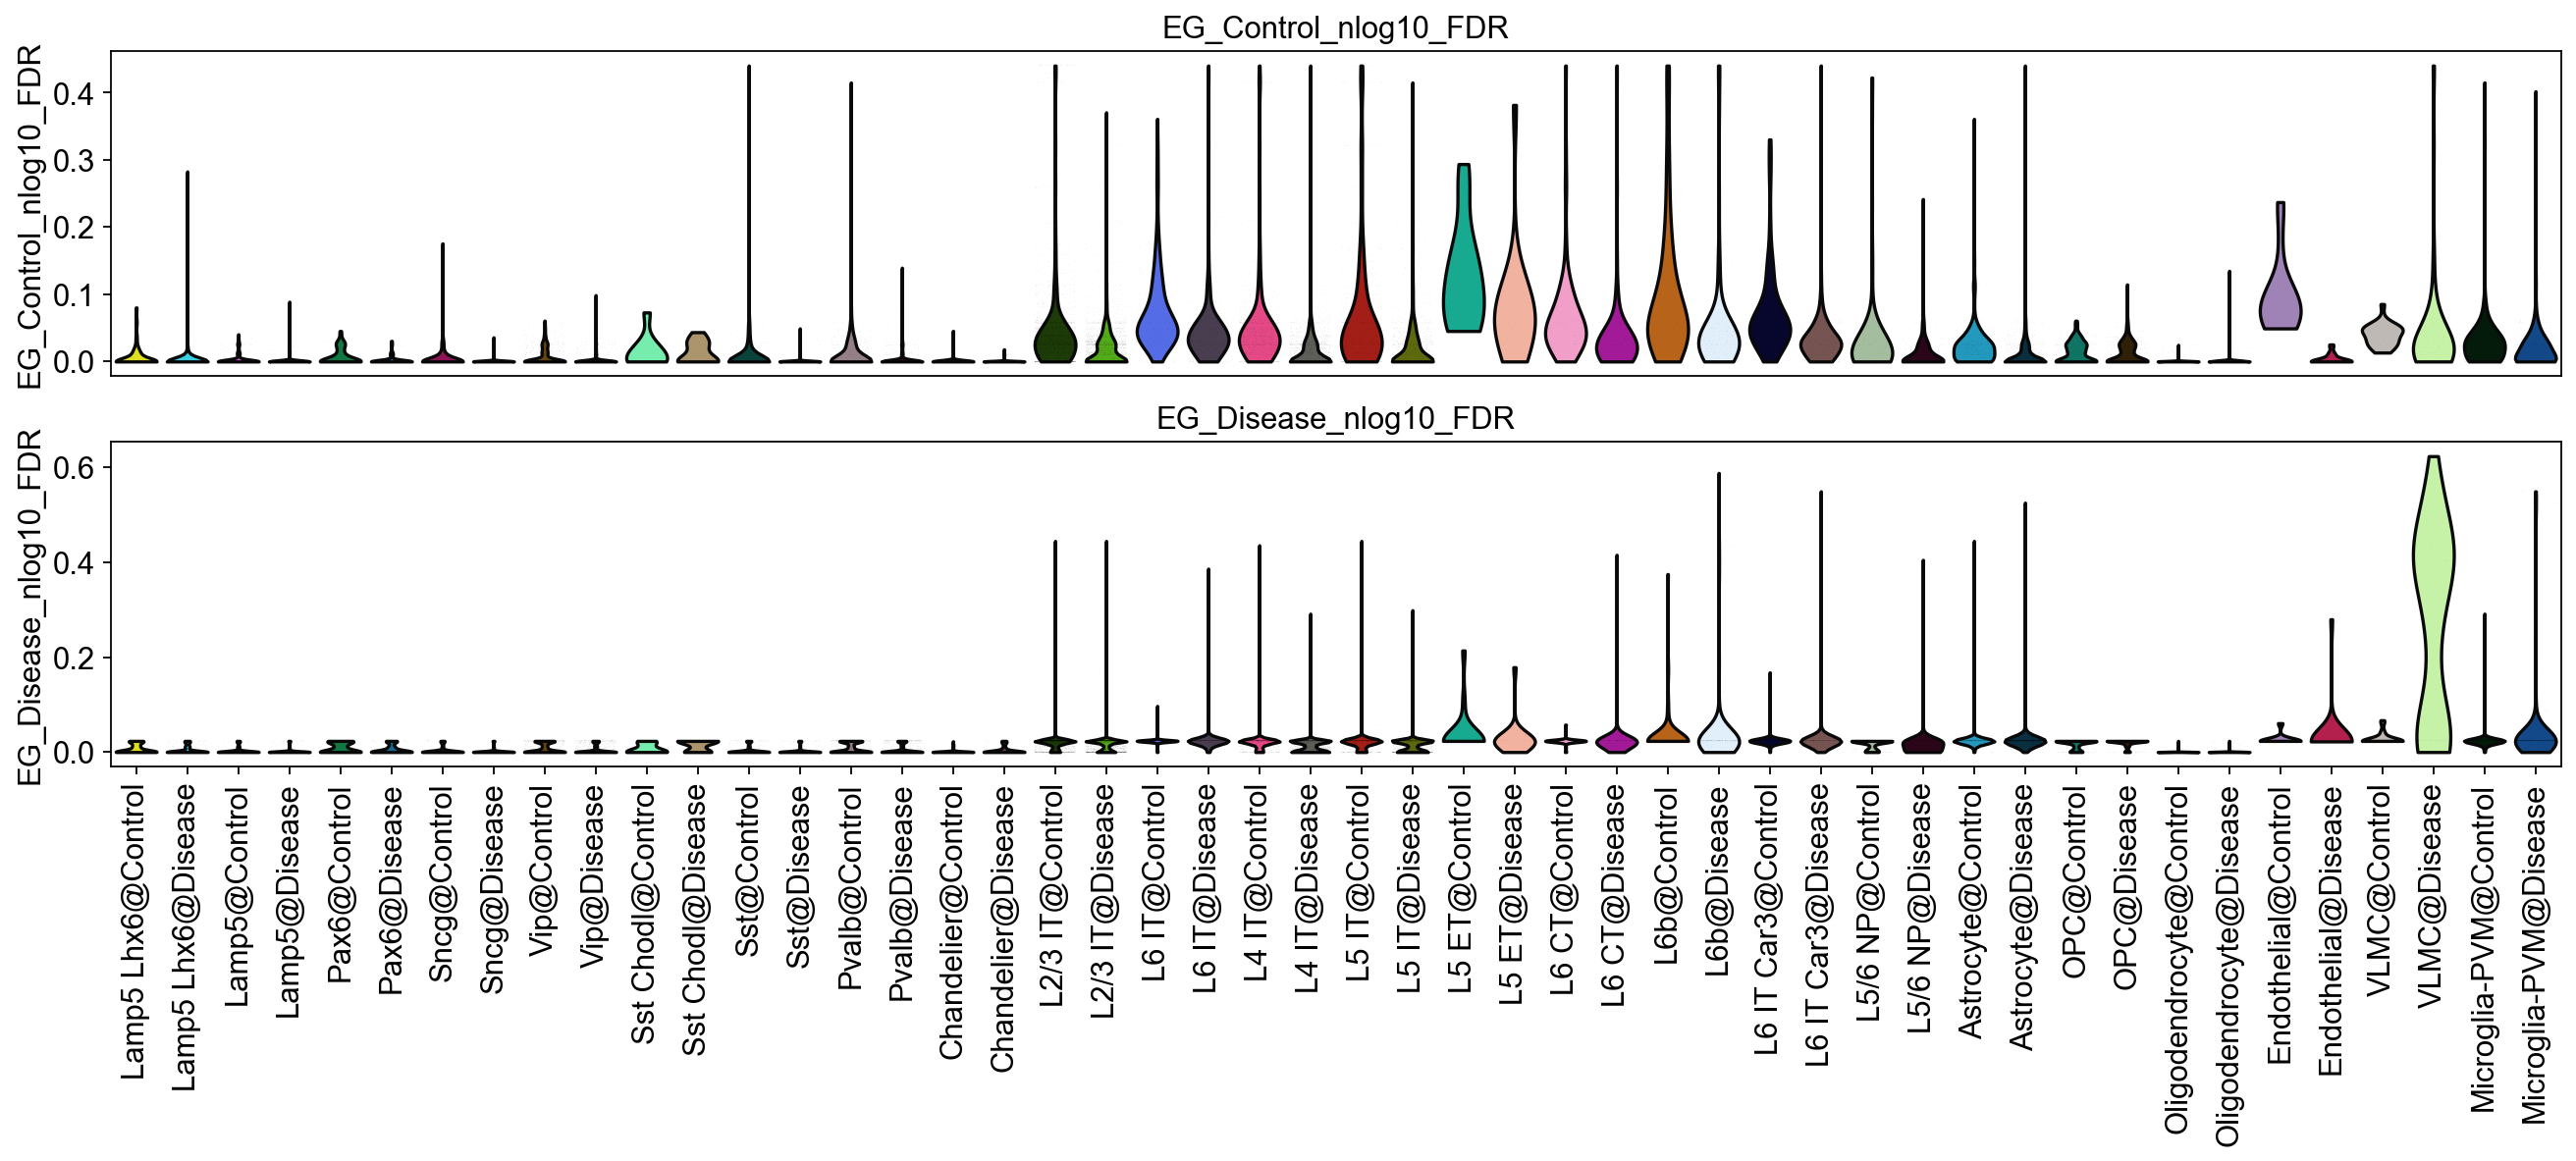 EG_Control_nlog10_FDR
EG_Control_nlog10_FDR
0.4
0.3
0.2
0.1
0.0
EG_Disease_nlog10_FDR
EG_Disease_nlog10_FDR
0.6
0.4
0.2
0.0
Lamp5 Lhx6@Control
Lamp5 Lhx6@Disease
Lamp5@Control
Lamp5@Disease
Pax6@Control
Pax6@Disease
Sncg@Control
Sncg@Disease
Vip@Control
Vip@Disease
Sst Chodl@Control
Sst Chodl@Disease
Sst@Control
Sst@Disease
Pvalb@Control
Pvalb@Disease
Chandelier@Control
Chandelier@Disease
L2/3 IT@Control
L2/3 IT@Disease
L6 IT@Control
L6 IT@Disease
L4 IT@Control
L4 IT@Disease
L5 IT@Control
L5 IT@Disease
L5 ET@Control
L5 ET@Disease
L6 CT@Control
L6 CT@Disease
L6b@Control
L6b@Disease
L6 IT Car3@Control
L6 IT Car3@Disease
L5/6 NP@Control
L5/6 NP@Disease
Astrocyte@Control
Astrocyte@Disease
OPC@Control
OPC@Disease
Oligodendrocyte@Control
Oligodendrocyte@Disease
Endothelial@Control
Endothelial@Disease
VLMC@Control
VLMC@Disease
Microglia-PVM@Control
Microglia-PVM@Disease